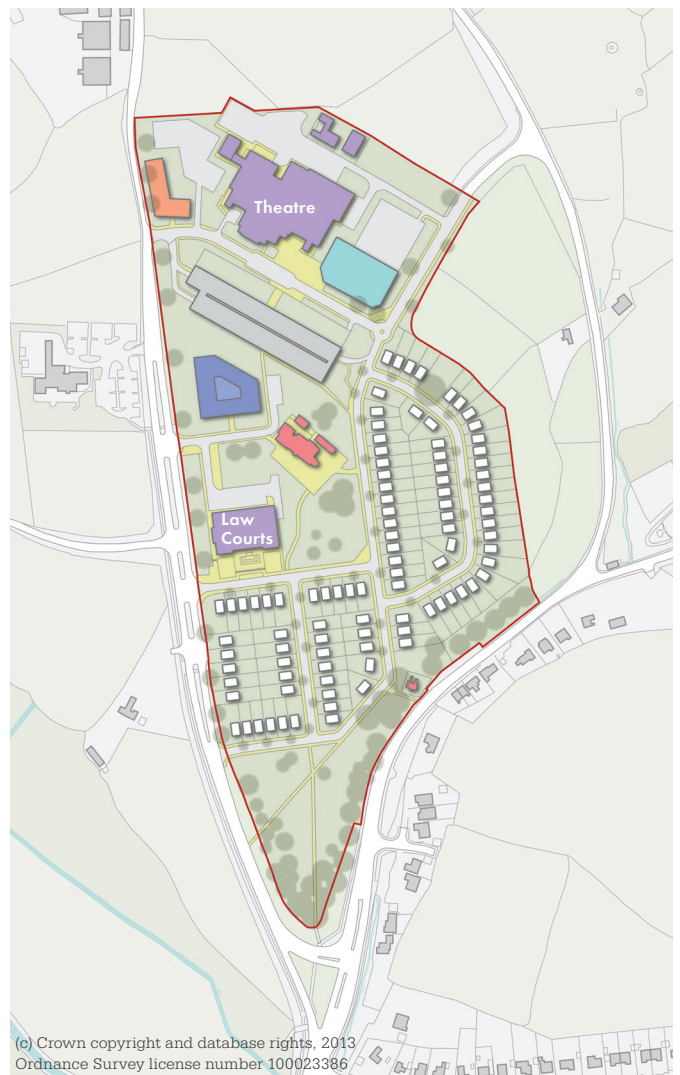 Theatre
Law
Courts
(c) Crown copyright and database rights, 2013
Ordnance Survey license number 100023386